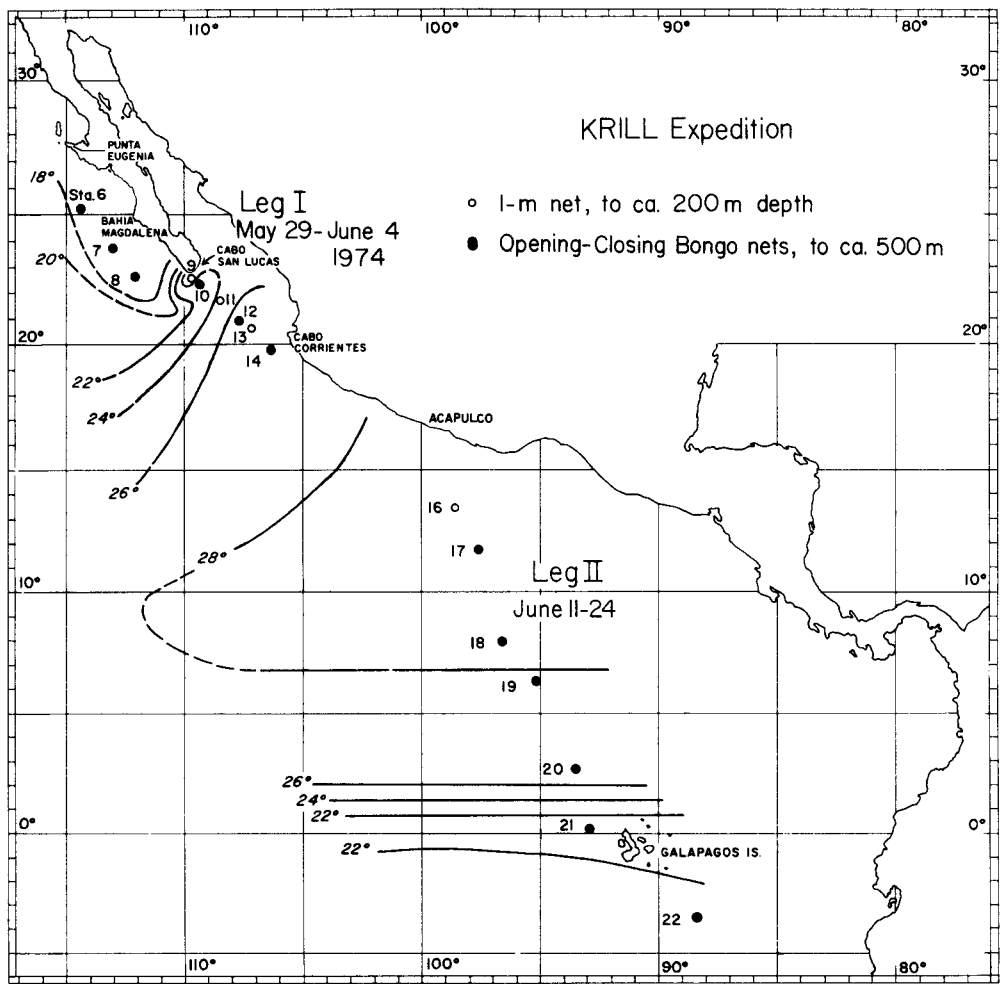 110° 100° 90° 80°
30° 30°
KRILL Expedition
PUNTA
EUGENIA
18°
Sta.6
Leg I
May 29-June 4
1974
○ 1-m net, to ca. 200m depth
● Opening-Closing Bongo nets, to ca. 500m
BAHIA
MAGDALENA
7
20°
8
9
CABO
SAN LUCAS
10
11
12
13
14
CABO
CORRIENTES
20° 20°
22°
24°
26°
ACAPULCO
16
17
28°
Leg II
June 11-24
10° 10°
18
19
20
26°
24°
22°
21
0° 0°
22°
GALAPAGOS IS.
22
110° 100° 90° 80°